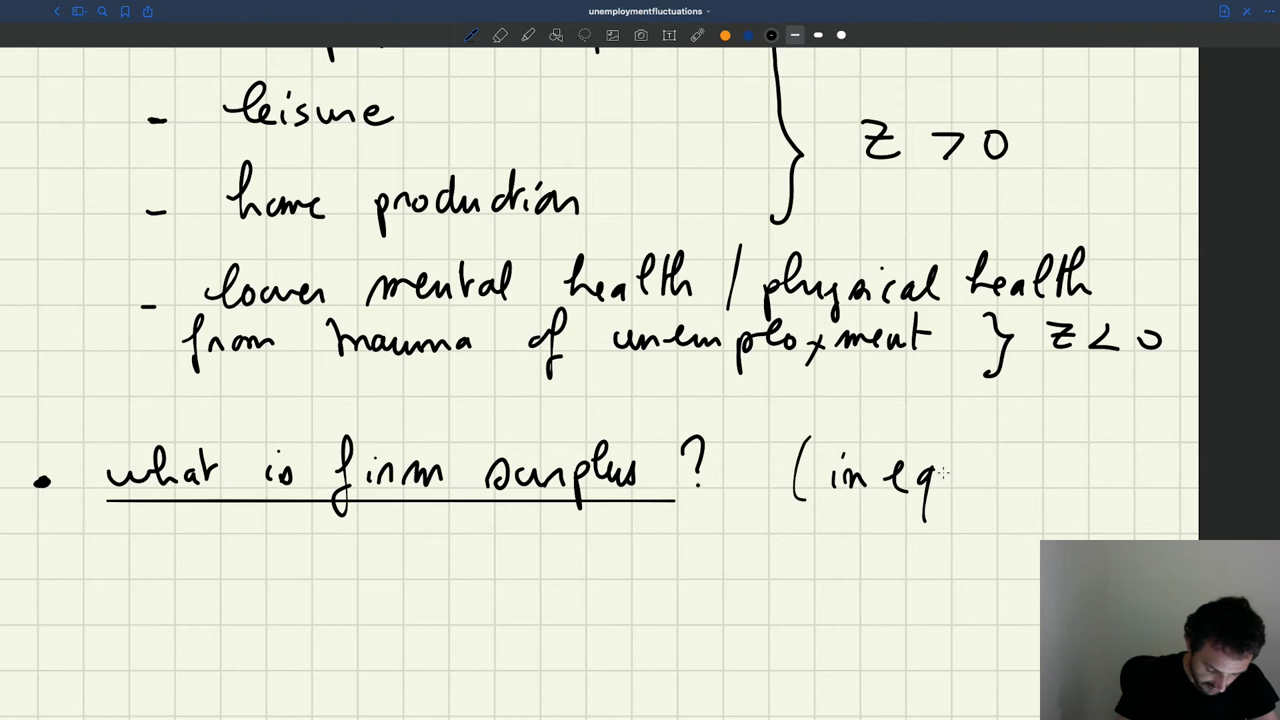 unemploymentfluctuations
- leisure
z > 0
- home production
- lower mental health / physical health
from trauma of unemployment } z < 0
• what is firm surplus ? (in eq